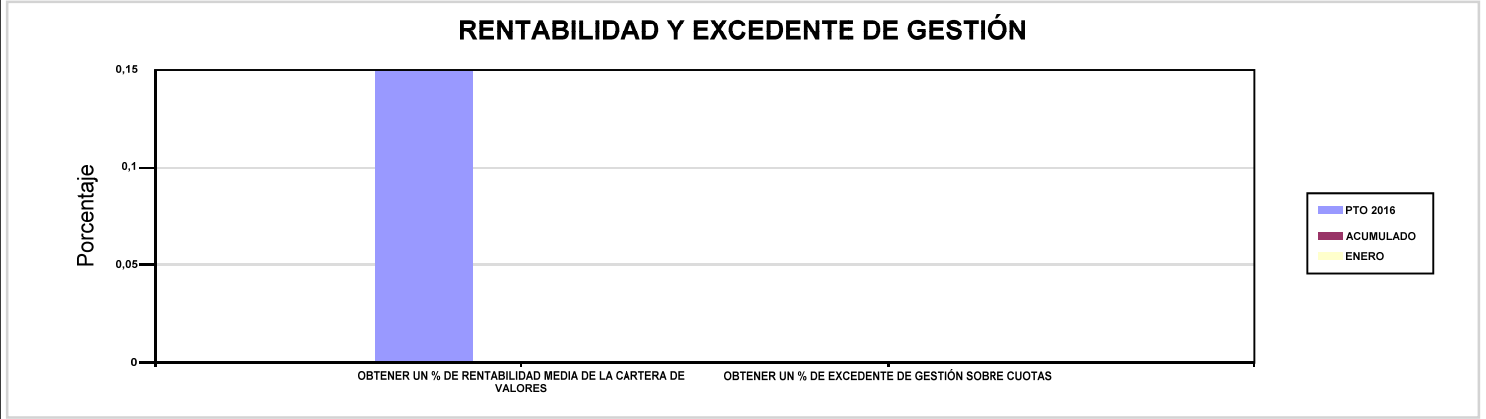 RENTABILIDAD Y EXCEDENTE DE GESTIÓN
0,15
0,1
0,05
0
Porcentaje
OBTENER UN % DE RENTABILIDAD MEDIA DE LA CARTERA DE
VALORES
OBTENER UN % DE EXCEDENTE DE GESTIÓN SOBRE CUOTAS
PTO 2016
ACUMULADO
ENERO